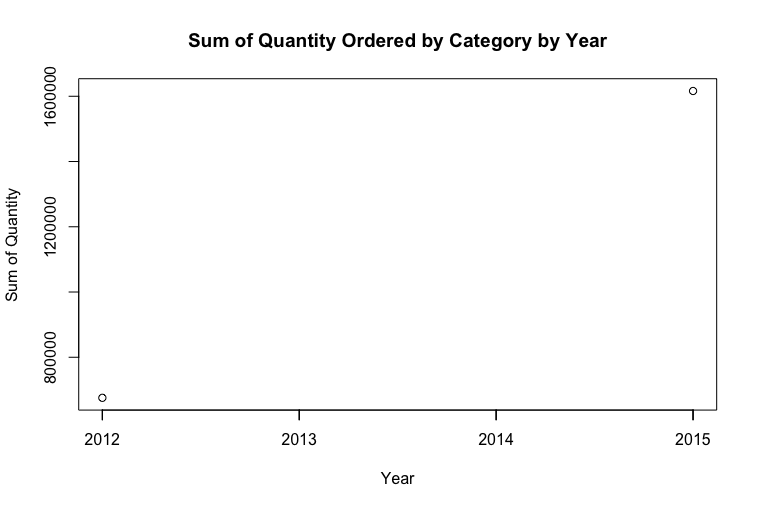 Sum of Quantity Ordered by Category by Year
Sum of Quantity
1600000
1200000
800000
2012 2013 2014 2015
Year